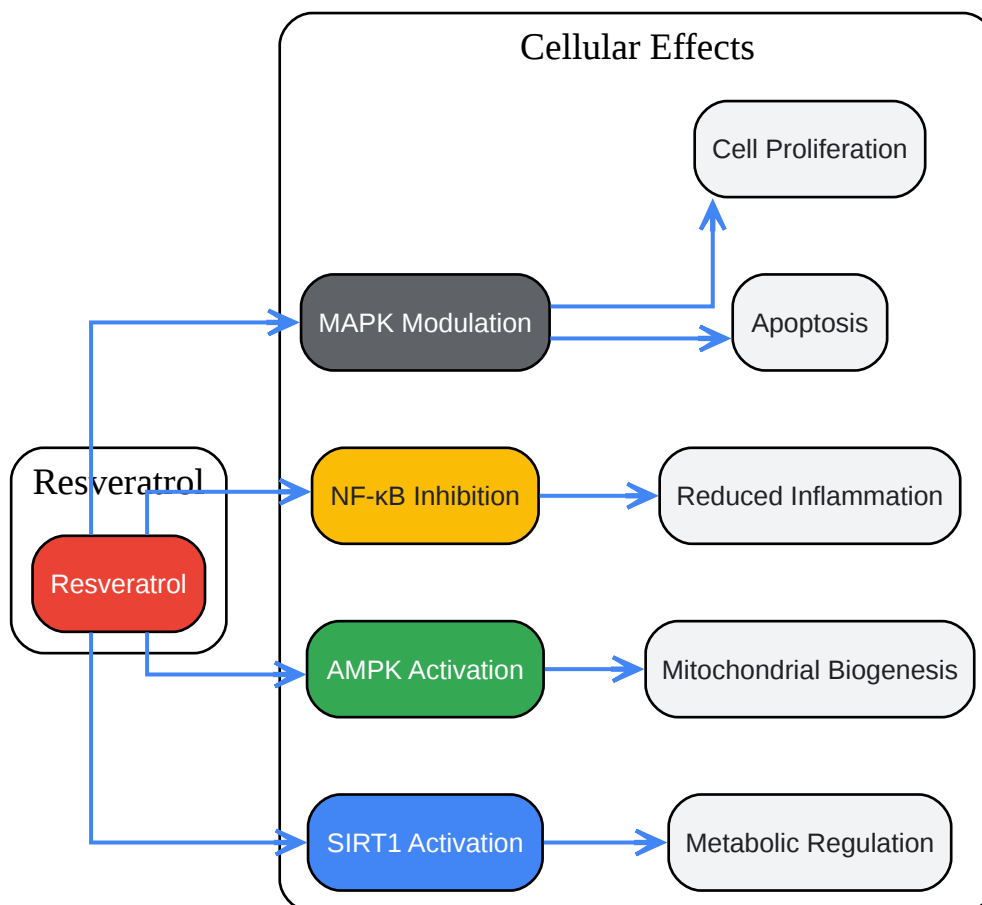 Cellular Effects
Cell Proliferation
MAPK Modulation
Apoptosis
Resveratrol
NF-κB Inhibition
Reduced Inflammation
Resveratrol
AMPK Activation
Mitochondrial Biogenesis
SIRT1 Activation
Metabolic Regulation